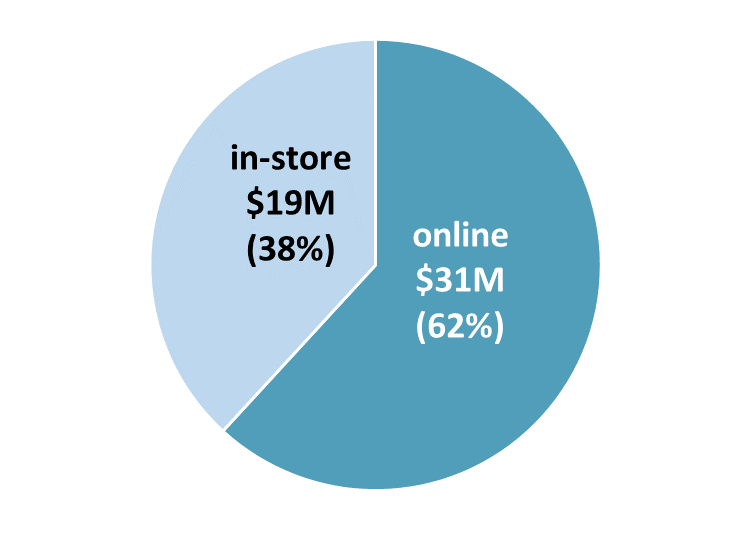 in-store
$19M
(38%)
online
$31M
(62%)